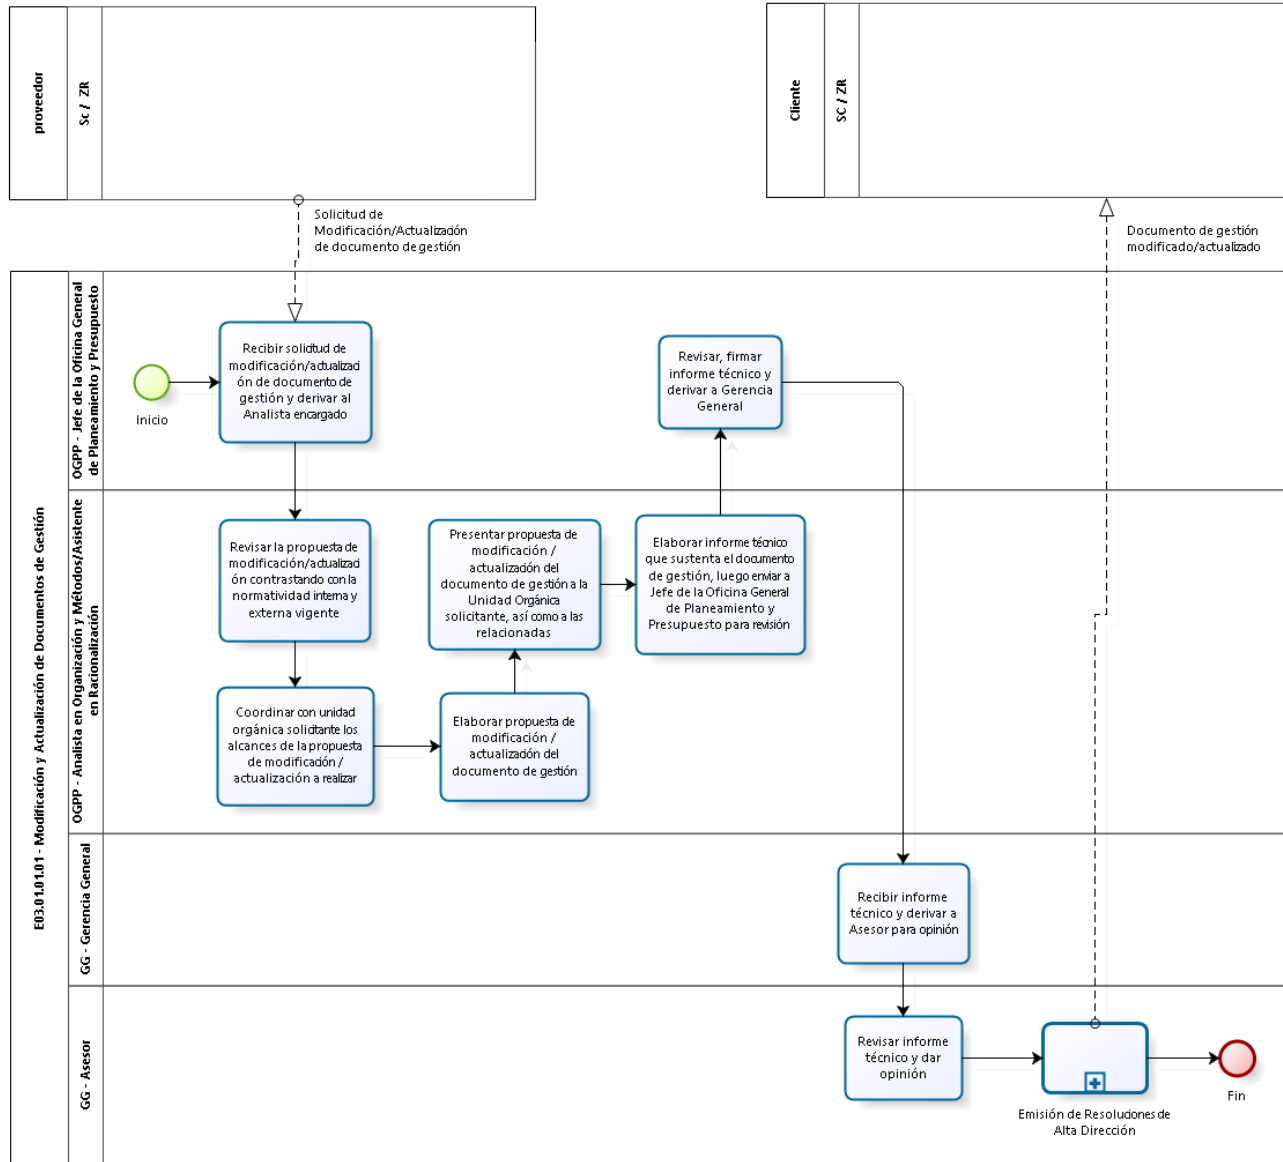 proveedor
Sc / ZR
Cliente
SC / ZR
Solicitud de
Modificación/Actualización
de documento de gestión
Documento de gestión
modificado/actualizado
E03.01.01.01 - Modificación y Actualización de Documentos de Gestión
OGPP - Jefe de la Oficina General
de Planeamiento y Presupuesto
Inicio
Recibir solicitud de
modificación/actualizaci
ón de documento de
gestión y derivar al
Analista encargado
Revisar, firmar
informe técnico y
derivar a Gerencia
General
OGPP - Analista en Organización y Métodos/Asistente
en Racionalización
Revisar la propuesta de
modificación/actualizaci
ón contrastando con la
normatividad interna y
externa vigente
Presentar propuesta de
modificación /
actualización del
documento de gestión a la
Unidad Orgánica
solicitante, así como a las
relacionadas
Elaborar informe técnico
que sustenta el documento
de gestión, luego enviar a
Jefe de la Oficina General
de Planeamiento y
Presupuesto para revisión
Coordinar con unidad
orgánica solicitante los
alcances de la propuesta
de modificación /
actualización a realizar
Elaborar propuesta de
modificación /
actualización del
documento de gestión
GG - Gerencia General
Recibir informe
técnico y derivar a
Asesor para opinión
GG - Asesor
Revisar informe
técnico y dar
opinión
Emisión de Resoluciones de
Alta Dirección
Fin